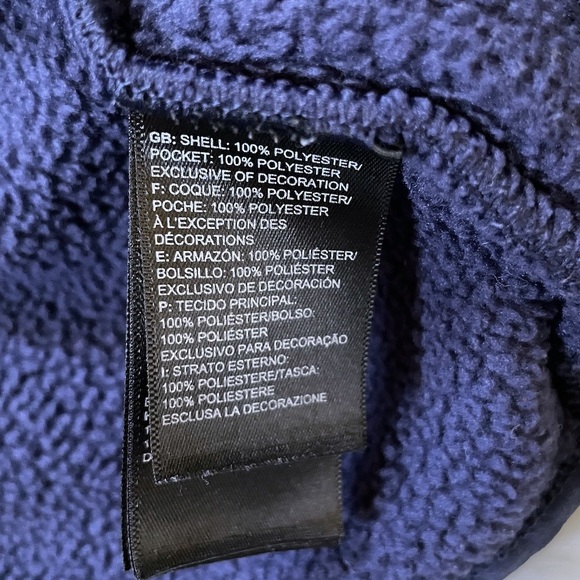 GB: SHELL: 100% POLYESTER/
POCKET: 100% POLYESTER
EXCLUSIVE OF DECORATION
F: COQUE: 100% POLYESTER/
POCHE: 100% POLYESTER
À L'EXCEPTION DES
DÉCORATIONS
E: ARMAZÓN: 100% POLIÉSTER/
BOLSILLO: 100% POLIÉSTER
EXCLUSIVO DE DECORACIÓN
P: TECIDO PRINCIPAL:
100% POLIÉSTER/BOLSO:
100% POLIÉSTER
EXCLUSIVO PARA DECORAÇÃO
I: STRATO ESTERNO:
100% POLIESTERE/TASCA:
100% POLIESTERE
ESCLUSA LA DECORAZIONE